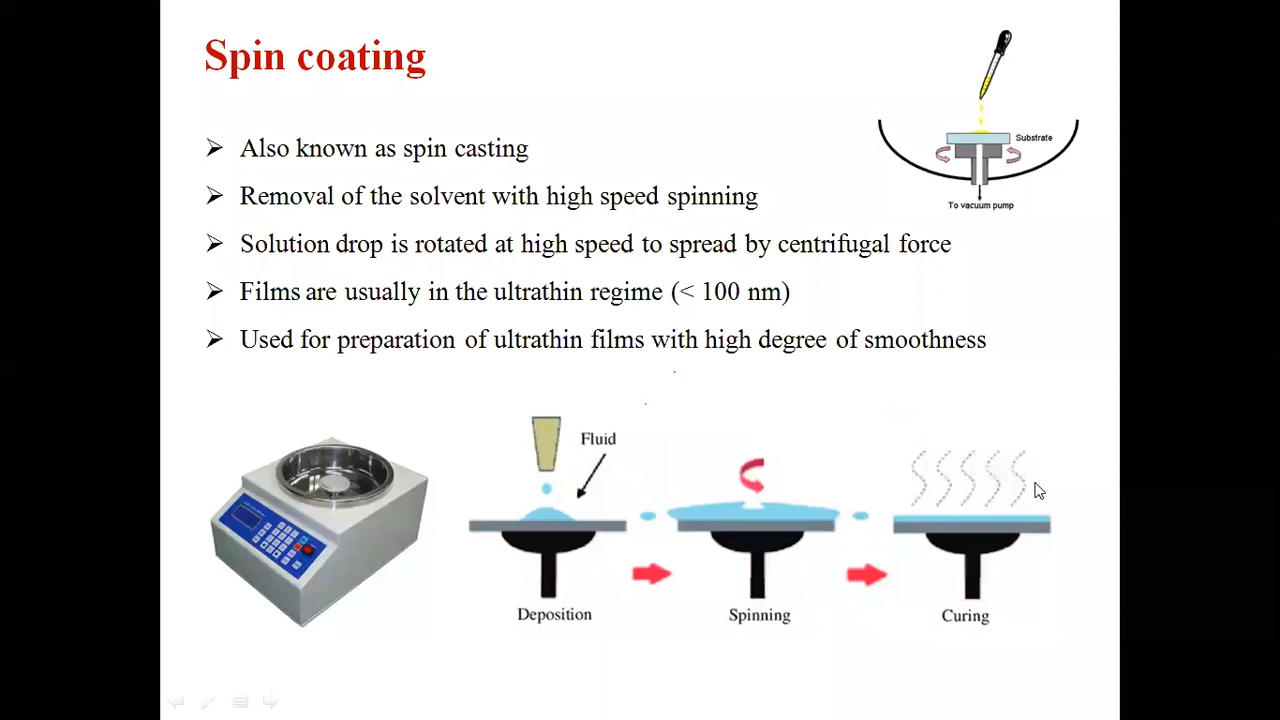 Spin coating
Also known as spin casting
Removal of the solvent with high speed spinning
Solution drop is rotated at high speed to spread by centrifugal force
Films are usually in the ultrathin regime (< 100 nm)
Used for preparation of ultrathin films with high degree of smoothness
Substrate
To vacuum pump
Fluid
Deposition
Spinning
Curing